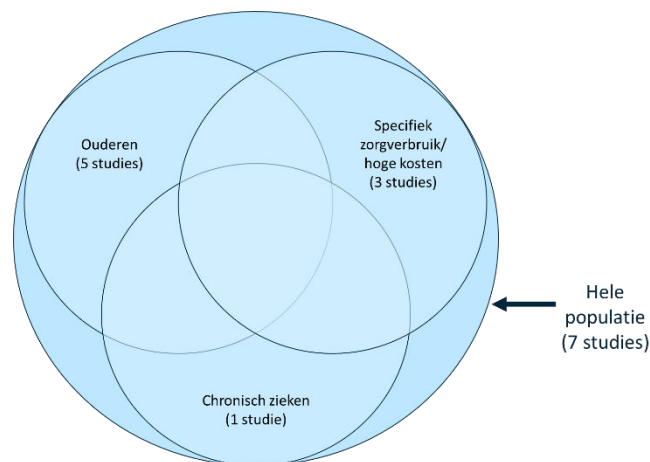 Ouderen
(5 studies)
Specifiek
zorgverbruik/
hoge kosten
(3 studies)
Hele
populatie
(7 studies)
Chronisch zieken
(1 studie)